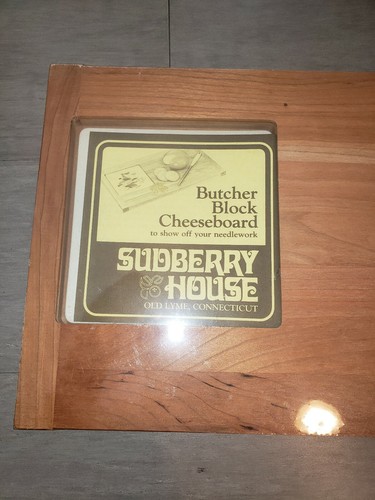 Butcher
Block
Cheeseboard
to show off your needlework
SUDBERRY
HOUSE
OLD LYME, CONNECTICUT